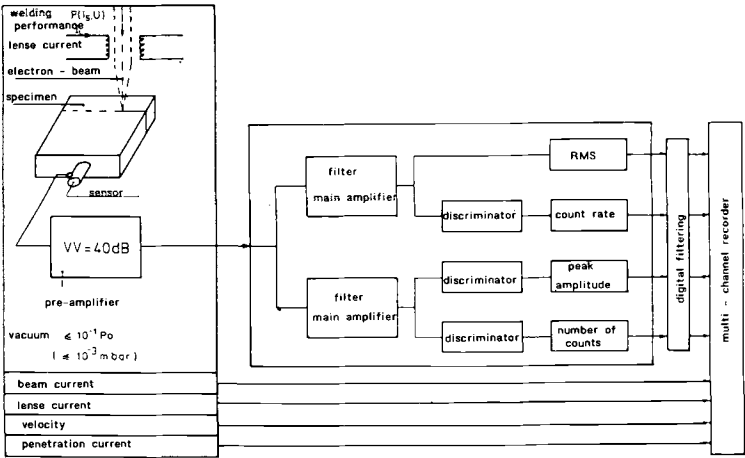 welding P(Is,U)
performance
lense current
electron - beam
specimen
sensor
VV = 40dB
pre-amplifier
vacuum ≤ 10⁻¹ Pa
( ≤ 10⁻³ mbar )
beam current
lense current
velocity
penetration current
filter
main amplifier
filter
main amplifier
RMS
discriminator
count rate
discriminator
peak
amplitude
discriminator
number of
counts
digital filtering
multi - channel recorder